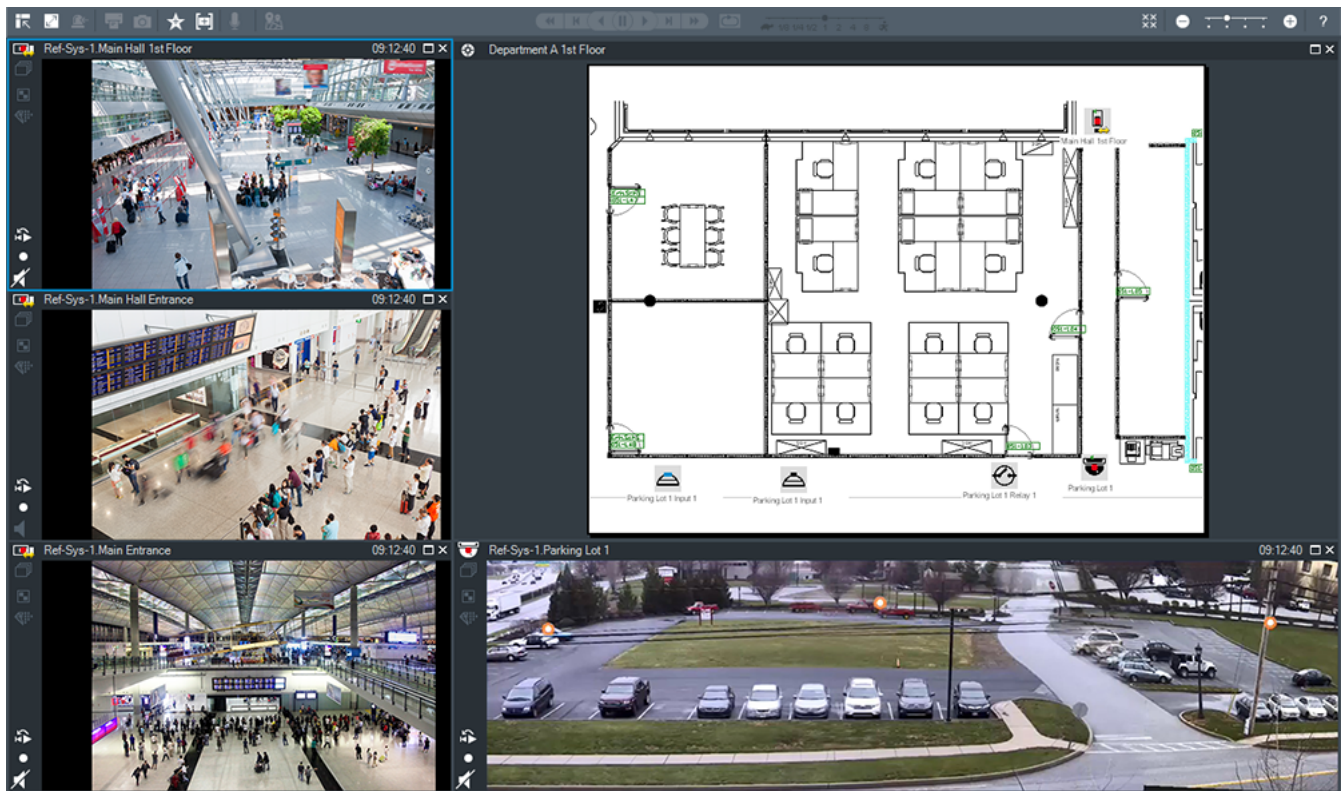 Ref-Sys-1.Main Hall 1st Floor 09:12:40
Department A 1st Floor
Main Hall 1st Floor
Ref-Sys-1.Main Hall Entrance 09:12:40
Parking Lot 1 Input 1
Parking Lot 1 Input 1
Parking Lot 1 Relay 1
Parking Lot 1
Ref-Sys-1.Main Entrance 09:12:40
Ref-Sys-1.Parking Lot 1 09:12:40